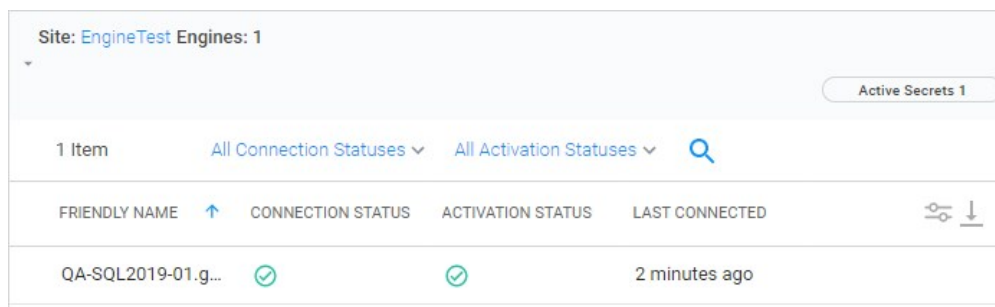 Site: EngineTest Engines: 1
Active Secrets 1
1 Item All Connection Statuses All Activation Statuses
FRIENDLY NAME CONNECTION STATUS ACTIVATION STATUS LAST CONNECTED
QA-SQL2019-01.g... 2 minutes ago